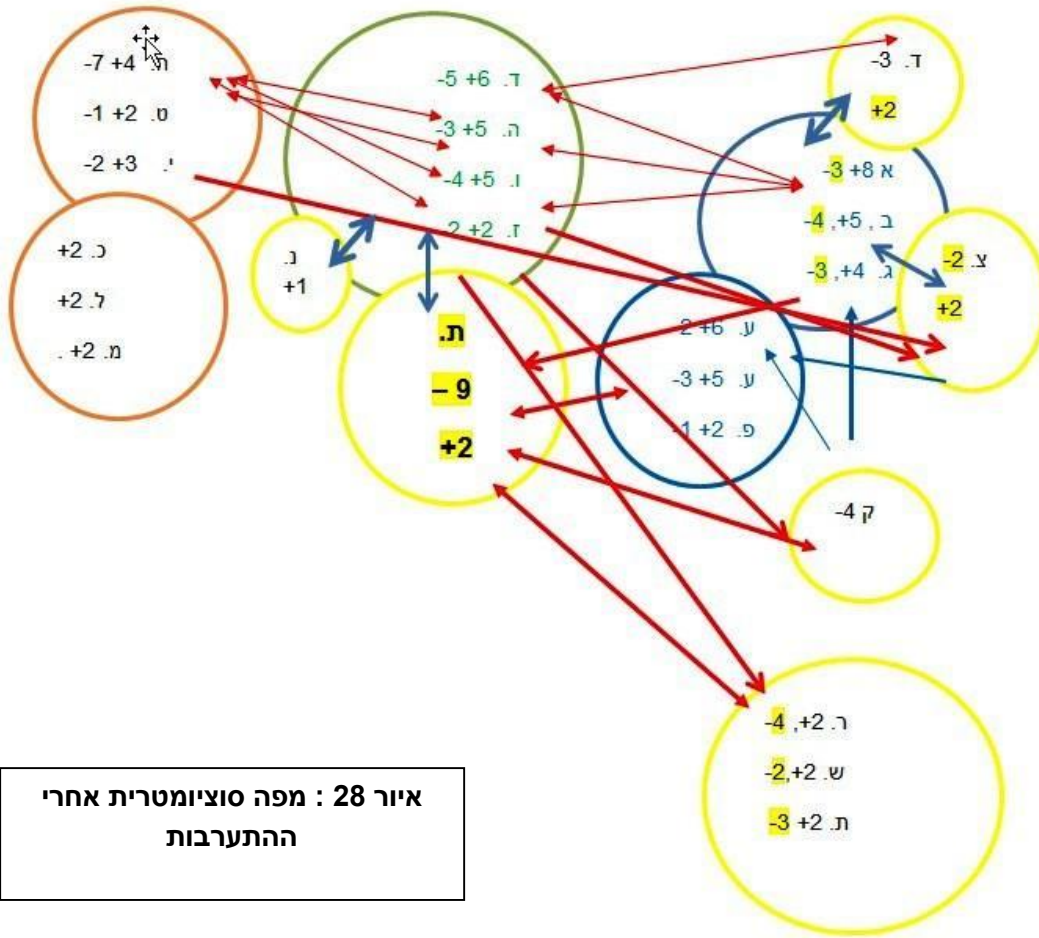 ד. 3-
2+
א 8+ 3-
ב , 5+, 4-
ג. 4+, 3-
צ. 2-
2+
ד. 6+ 5-
ה. 5+ 3-
ו. 5+ 4-
ז. 2+ 2-
4+ 7-
ט. 2+ 1-
י. 3+ 2-
כ. 2+
ל. 2+
מ. 2+ .
נ.
1+
ת.
9 –
2+
ע. 6+ 2
ע. 5+ 3-
פ. 2+ 1-
ק 4-
ר. 2+, 4-
ש. 2+,2-
ת. 2+ 3-
איור 28 : מפה סוציומטרית אחרי
ההתערבות